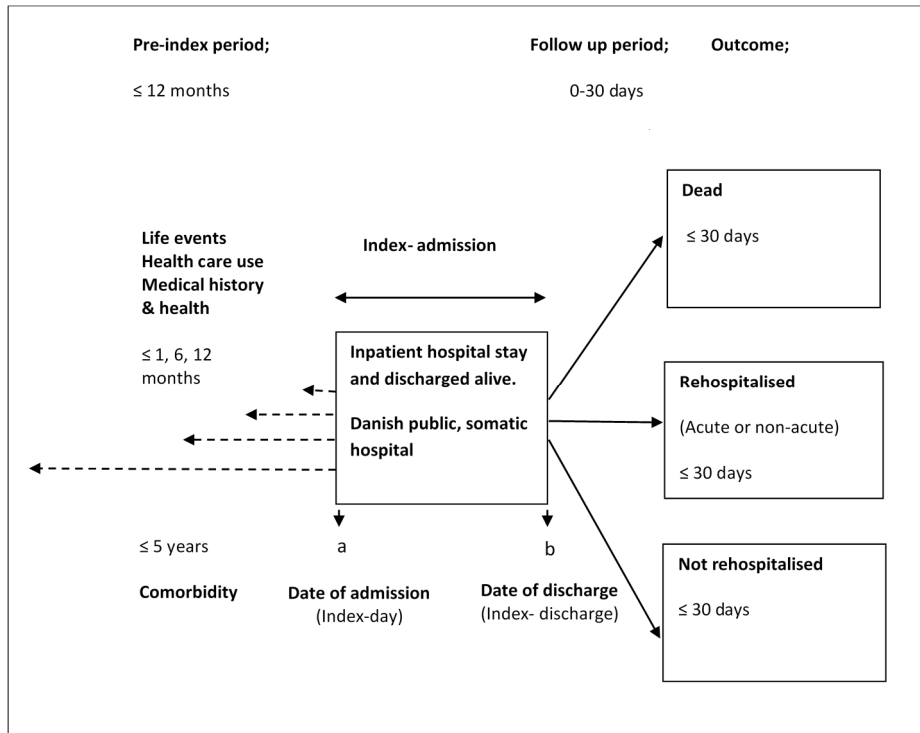 Pre-index period;
≤ 12 months
Follow up period;
0-30 days
Outcome;
Life events
Health care use
Medical history
& health
≤ 1, 6, 12
months
Index- admission
Inpatient hospital stay
and discharged alive.
Danish public, somatic
hospital
Dead
≤ 30 days
Rehospitalised
(Acute or non-acute)
≤ 30 days
Not rehospitalised
≤ 30 days
≤ 5 years
Comorbidity
a
Date of admission
(Index-day)
b
Date of discharge
(Index- discharge)